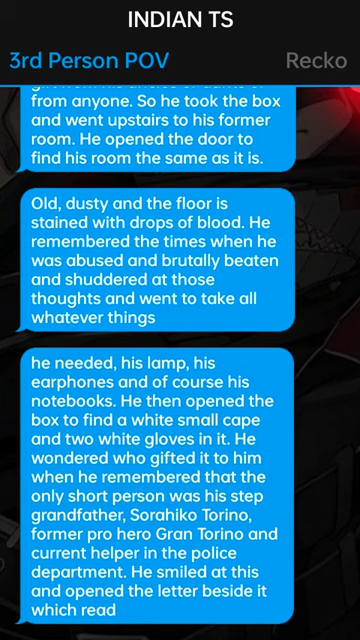 INDIAN TS
3rd Person POV
Recko
from anyone. So he took the box
and went upstairs to his former
room. He opened the door to
find his room the same as it is.
Old, dusty and the floor is
stained with drops of blood. He
remembered the times when he
was abused and brutally beaten
and shuddered at those
thoughts and went to take all
whatever things
he needed, his lamp, his
earphones and of course his
notebooks. He then opened the
box to find a white small cape
and two white gloves in it. He
wondered who gifted it to him
when he remembered that the
only short person was his step
grandfather, Sorahiko Torino,
former pro hero Gran Torino and
current helper in the police
department. He smiled at this
and opened the letter beside it
which read